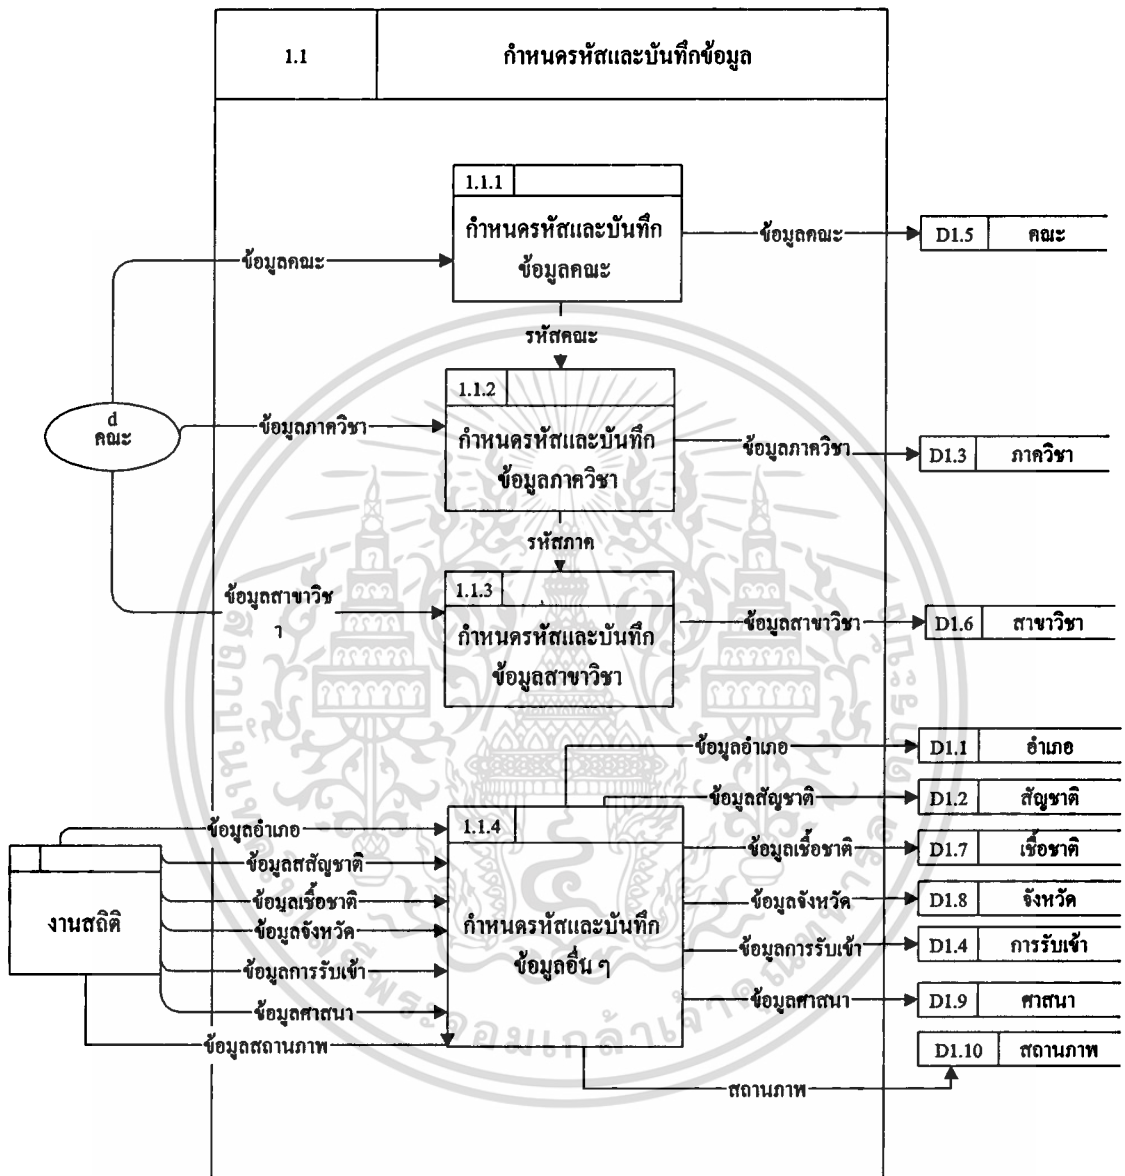 1.1 กำหนดรหัสและบันทึกข้อมูล
1.1.1
กำหนดรหัสและบันทึก
ข้อมูลคณะ
ข้อมูลคณะ
ข้อมูลคณะ
D1.5 คณะ
รหัสคณะ
1.1.2
d
คณะ
ข้อมูลภาควิชา
กำหนดรหัสและบันทึก
ข้อมูลภาควิชา
ข้อมูลภาควิชา
D1.3 ภาควิชา
รหัสภาค
1.1.3
ข้อมูลสาขาวิช
า
กำหนดรหัสและบันทึก
ข้อมูลสาขาวิชา
ข้อมูลสาขาวิชา
D1.6 สาขาวิชา
ข้อมูลอำเภอ
D1.1 อำเภอ
ข้อมูลสัญชาติ
D1.2 สัญชาติ
1.1.4
กำหนดรหัสและบันทึก
ข้อมูลอื่น ๆ
งานสถิติ
ข้อมูลอำเภอ
ข้อมูลสสัญชาติ
ข้อมูลเชื้อชาติ
ข้อมูลจังหวัด
ข้อมูลการรับเข้า
ข้อมูลศาสนา
ข้อมูลสถานภาพ
ข้อมูลเชื้อชาติ
D1.7 เชื้อชาติ
ข้อมูลจังหวัด
D1.8 จังหวัด
ข้อมูลการรับเข้า
D1.4 การรับเข้า
ข้อมูลศาสนา
D1.9 ศาสนา
D1.10 สถานภาพ
สถานภาพ